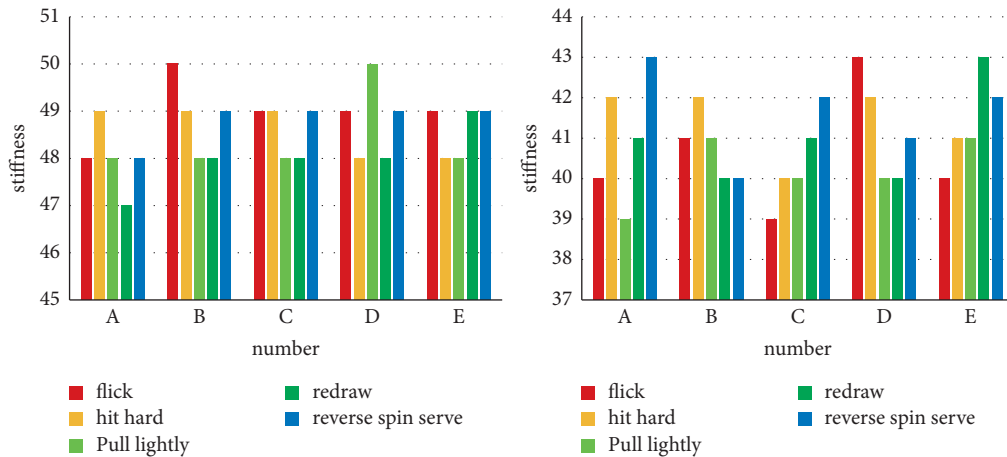 51
50
49
48
47
46
45
stiffness
A B C D E
number
flick
hit hard
Pull lightly
redraw
reverse spin serve
44
43
42
41
40
39
38
37
stiffness
A B C D E
number
flick
hit hard
Pull lightly
redraw
reverse spin serve